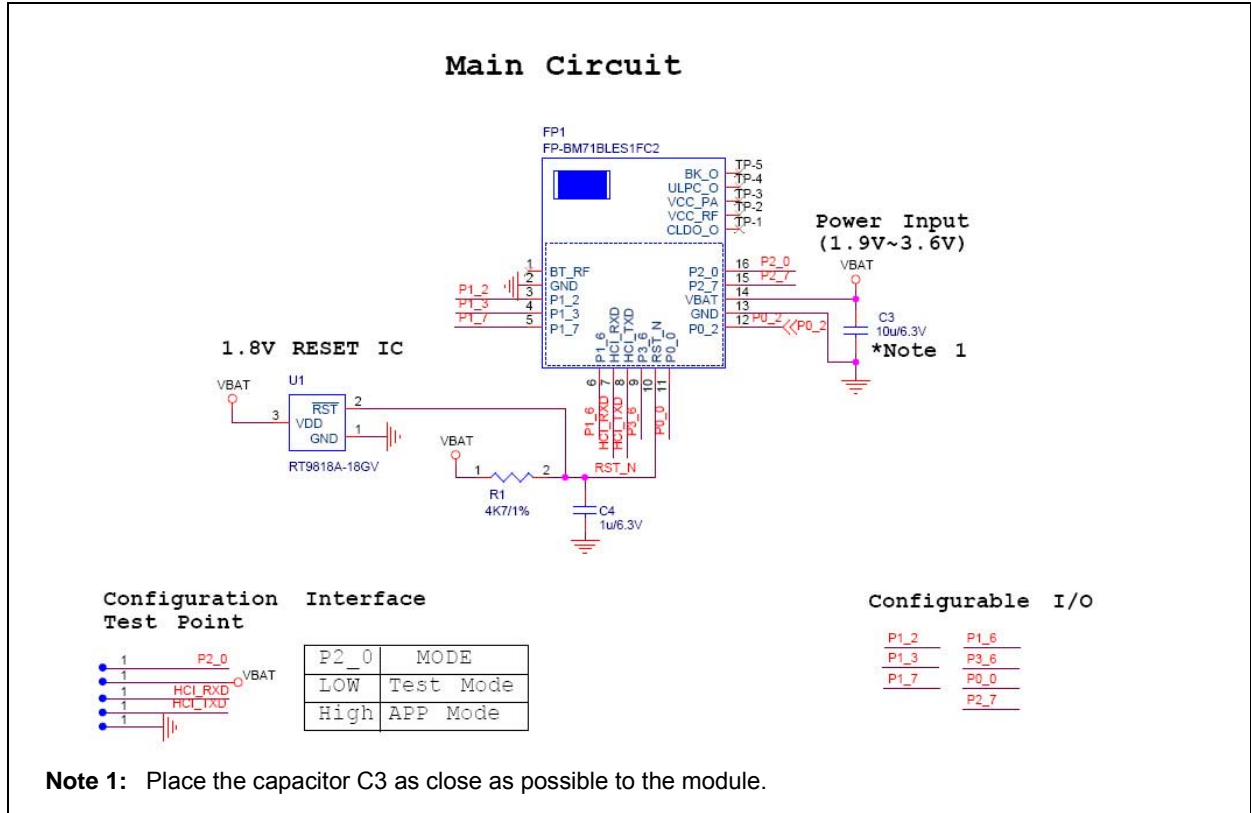 Main Circuit
FP1
FP-BM71BLES1FC2
BK_O TP-5
ULPC_O TP-4
VCC_PA TP-3
VCC_RF TP-2
CLDO_O TP-1
Power Input
(1.9V~3.6V)
VBAT
1 BT_RF
2 GND
P1_2 3 P1_2
P1_3 4 P1_3
P1_7 5 P1_7
P2_0 16 P2_0
P2_7 15 P2_7
VBAT 14
GND 13
P0_2 12 P0_2 P0_2
C3
10u/6.3V
*Note 1
P1_6 HCI_RXD HCI_TXD P3_6 RST_N P0_0
6 7 8 9 10 11
P1_6 HCI_RXD HCI_TXD P3_6 P0_0
1.8V RESET IC
VBAT
U1
3 VDD
RST 2
GND 1
RT9818A-18GV
VBAT
1 2
R1
4K7/1%
RST_N
C4
1u/6.3V
Configuration Interface
Test Point
1 P2_0
1 VBAT
1 HCI_RXD
1 HCI_TXD
1
P2_0 MODE
LOW Test Mode
High APP Mode
Configurable I/O
P1_2 P1_6
P1_3 P3_6
P1_7 P0_0
P2_7
Note 1: Place the capacitor C3 as close as possible to the module.